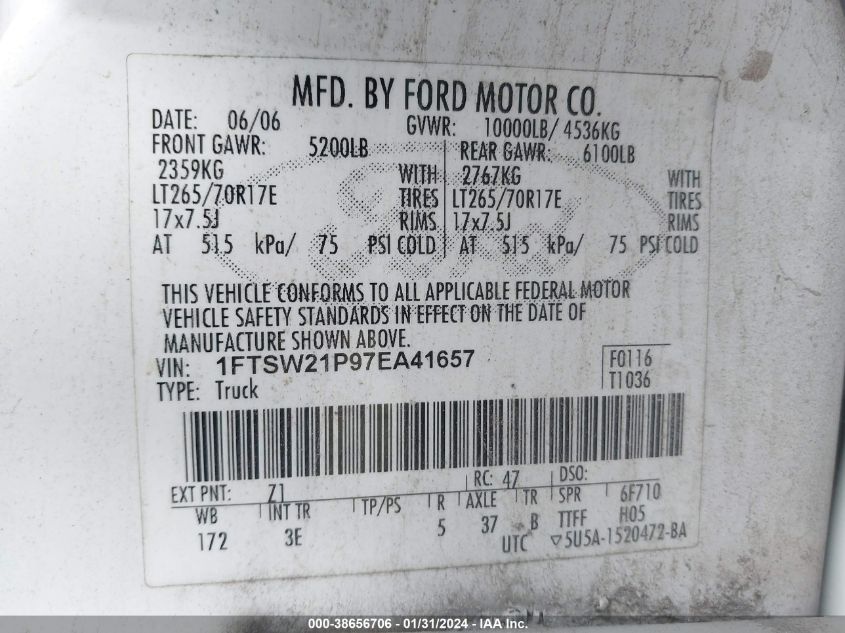 MFD. BY FORD MOTOR CO.
DATE: 06/06 GVWR: 10000LB/ 4536KG
FRONT GAWR: 5200LB REAR GAWR: 6100LB
2359KG WITH 2767KG WITH
LT265/70R17E TIRES LT265/70R17E TIRES
17x7.5J RIMS 17x7.5J RIMS
AT 515 kPa/ 75 PSI COLD AT 515 kPa/ 75 PSI COLD
THIS VEHICLE CONFORMS TO ALL APPLICABLE FEDERAL MOTOR
VEHICLE SAFETY STANDARDS IN EFFECT ON THE DATE OF
MANUFACTURE SHOWN ABOVE.
VIN: 1FTSW21P97EA41657 F0116
TYPE: Truck T1036
EXT PNT: Z1 RC: 47 DSO:
WB INT TR TP/PS R AXLE TR SPR 6F710
172 3E 5 37 B TTFF H05
UTC ▽5U5A-1520472-BA
000-38656706 - 01/31/2024 - IAA Inc.